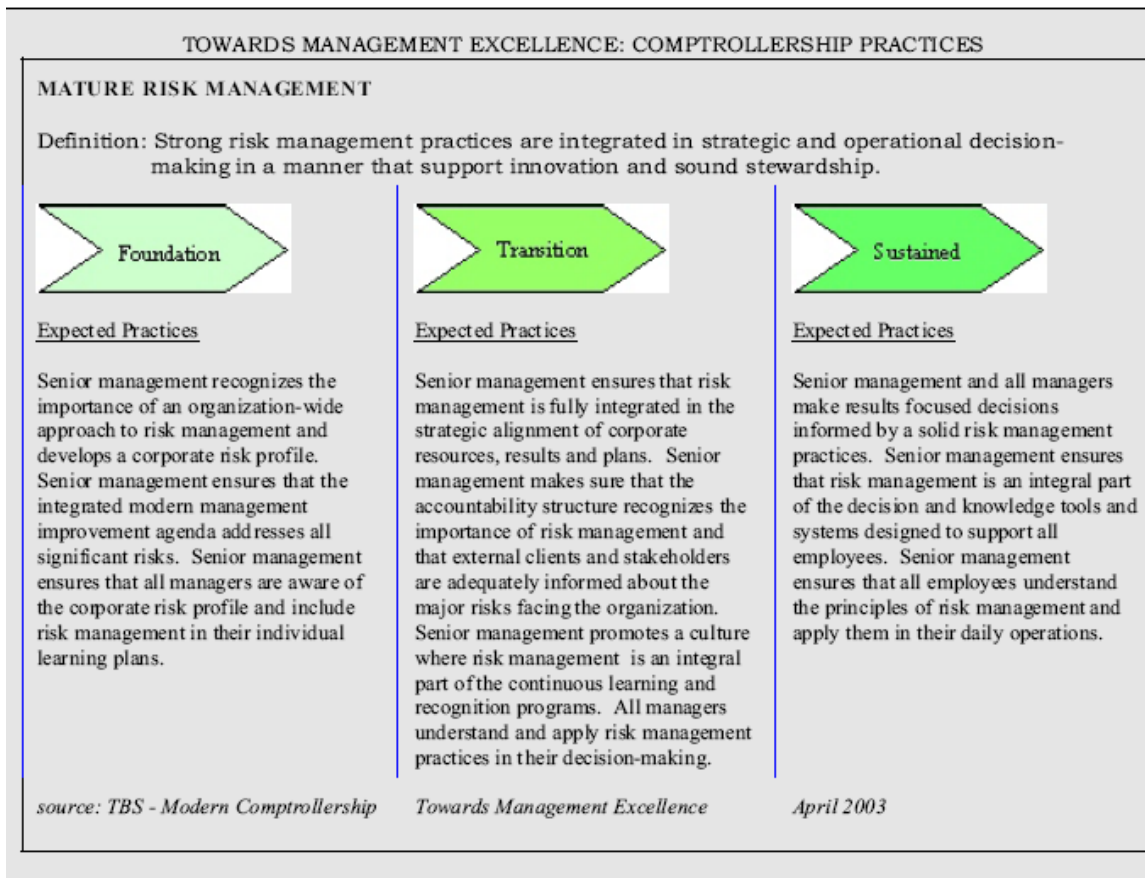 TOWARDS MANAGEMENT EXCELLENCE: COMPTROLLERSHIP PRACTICES
MATURE RISK MANAGEMENT
Definition: Strong risk management practices are integrated in strategic and operational decision-
making in a manner that support innovation and sound stewardship.
Foundation
Expected Practices
Senior management recognizes the
importance of an organization-wide
approach to risk management and
develops a corporate risk profile.
Senior management ensures that the
integrated modern management
improvement agenda addresses all
significant risks. Senior management
ensures that all managers are aware of
the corporate risk profile and include
risk management in their individual
learning plans.
Transition
Expected Practices
Senior management ensures that risk
management is fully integrated in the
strategic alignment of corporate
resources, results and plans. Senior
management makes sure that the
accountability structure recognizes the
importance of risk management and
that external clients and stakeholders
are adequately informed about the
major risks facing the organization.
Senior management promotes a culture
where risk management is an integral
part of the continuous learning and
recognition programs. All managers
understand and apply risk management
practices in their decision-making.
Sustained
Expected Practices
Senior management and all managers
make results focused decisions
informed by a solid risk management
practices. Senior management ensures
that risk management is an integral part
of the decision and knowledge tools and
systems designed to support all
employees. Senior management
ensures that all employees understand
the principles of risk management and
apply them in their daily operations.
source: TBS - Modern Comptrollership
Towards Management Excellence
April 2003